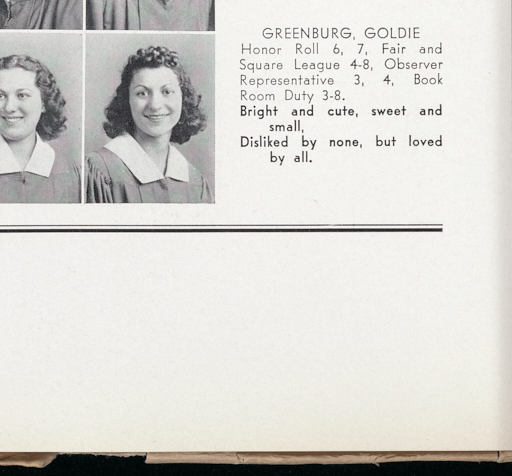 GREENBURG, GOLDIE
Honor Roll 6, 7, Fair and
Square League 4-8, Observer
Representative 3, 4, Book
Room Duty 3-8.
Bright and cute, sweet and
small,
Disliked by none, but loved
by all.